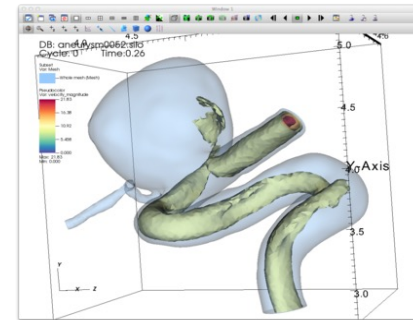 Window 1
DB: aneurysm0052.silo
Cycle: 0 Time:0.26
Subset
Var: Mesh
Whole mesh (Mesh)
Pseudocolor
Var: velocity_magnitude
21.83
16.38
10.92
5.459
0.000
Max: 21.83
Min: 0.000
4.0
4.5
5.0
4.5
4.0
Y-Axis
3.5
3.0
Y
X
Z